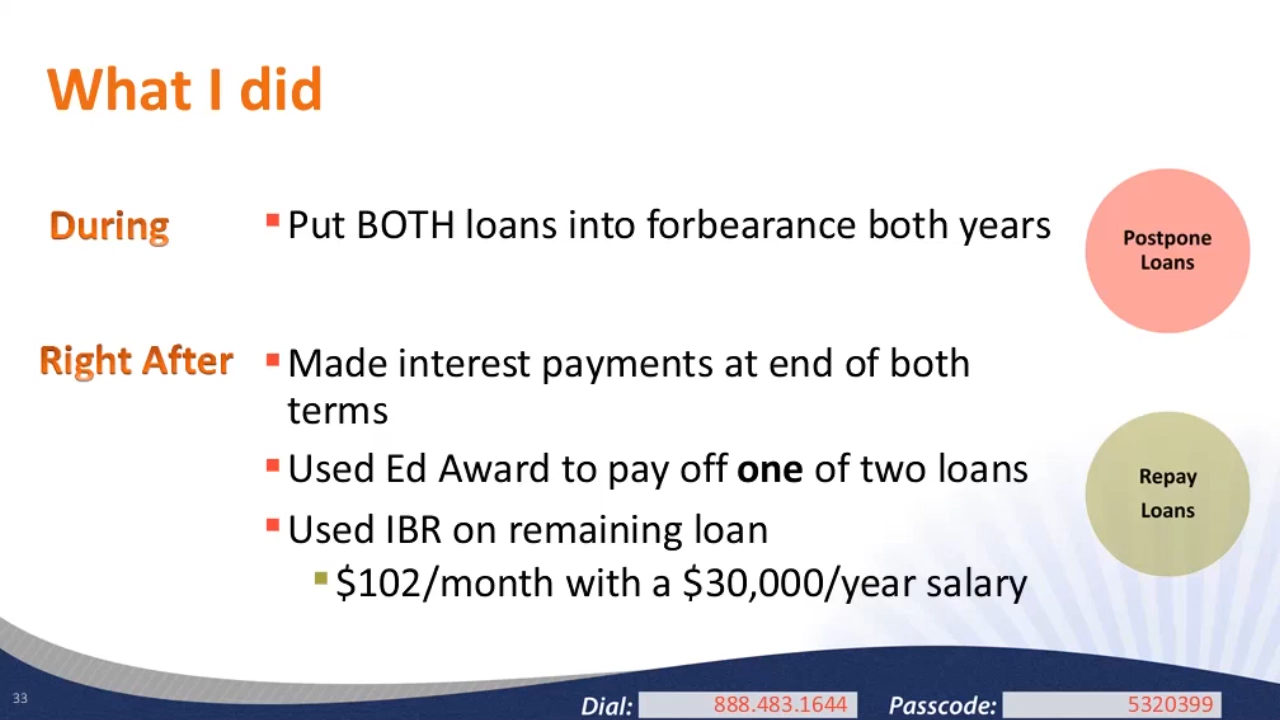 What I did
During
Put BOTH loans into forbearance both years
Postpone
Loans
Right After
Made interest payments at end of both
terms
Used Ed Award to pay off one of two loans
Used IBR on remaining loan
$102/month with a $30,000/year salary
Repay
Loans
33
Dial: 888.483.1644 Passcode: 5320399